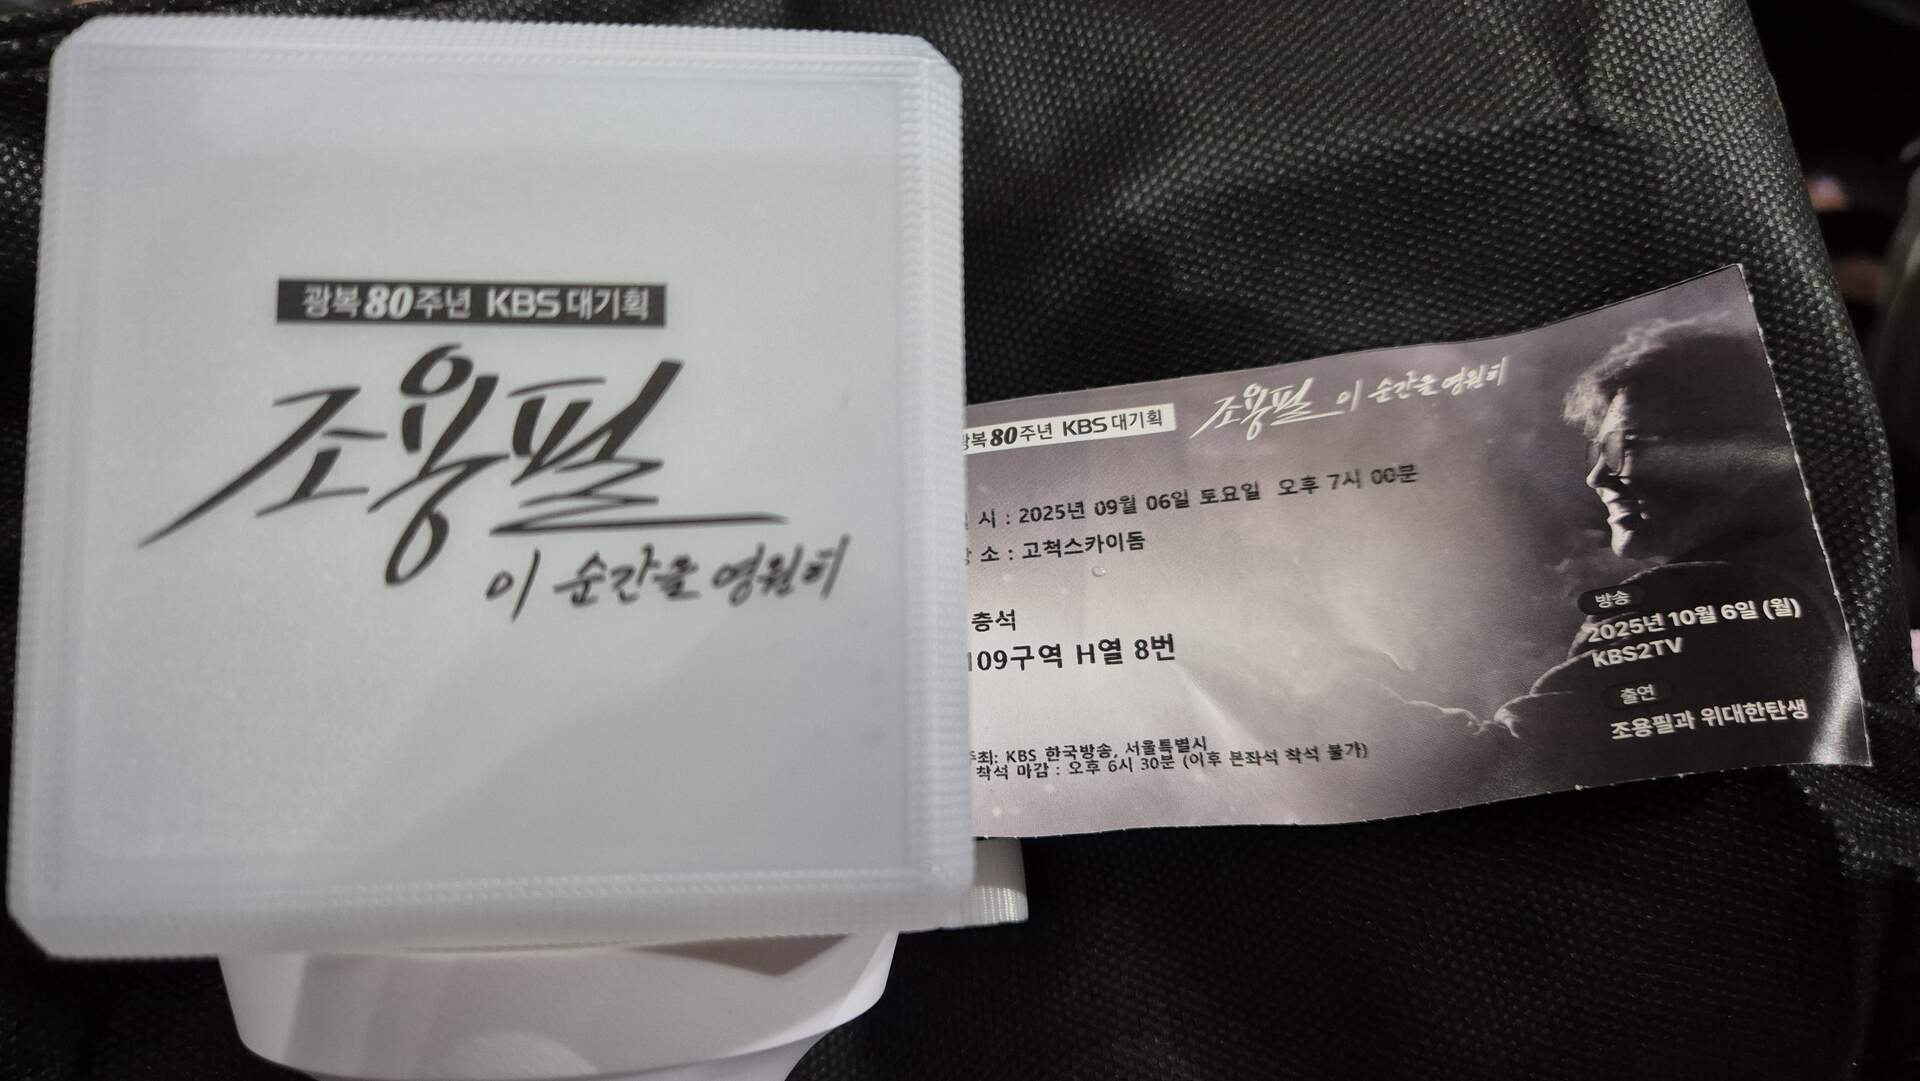 광복80주년 KBS대기획
조용필
이 순간을 영원히
복80주년 KBS대기획
조용필 이 순간을 영원히
시 : 2025년 09월 06일 토요일 오후 7시 00분
소 : 고척스카이돔
층석
109구역 H열 8번
주최: KBS 한국방송, 서울특별시
착석 마감 : 오후 6시 30분 (이후 본좌석 착석 불가)
방송
2025년 10월 6일 (월)
KBS2TV
출연
조용필과 위대한탄생